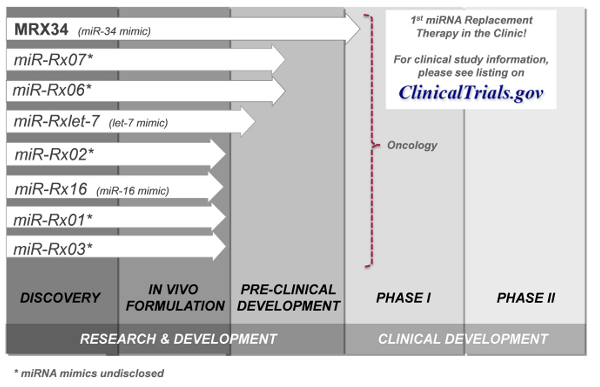 MRX34 (miR-34 mimic)
miR-Rx07*
miR-Rx06*
miR-Rxlet-7 (let-7 mimic)
miR-Rx02*
miR-Rx16 (miR-16 mimic)
miR-Rx01*
miR-Rx03*
1st miRNA Replacement
Therapy in the Clinic!
For clinical study information,
please see listing on
ClinicalTrials.gov
Oncology
DISCOVERY
IN VIVO
FORMULATION
PRE-CLINICAL
DEVELOPMENT
PHASE I
PHASE II
RESEARCH & DEVELOPMENT
CLINICAL DEVELOPMENT
* miRNA mimics undisclosed